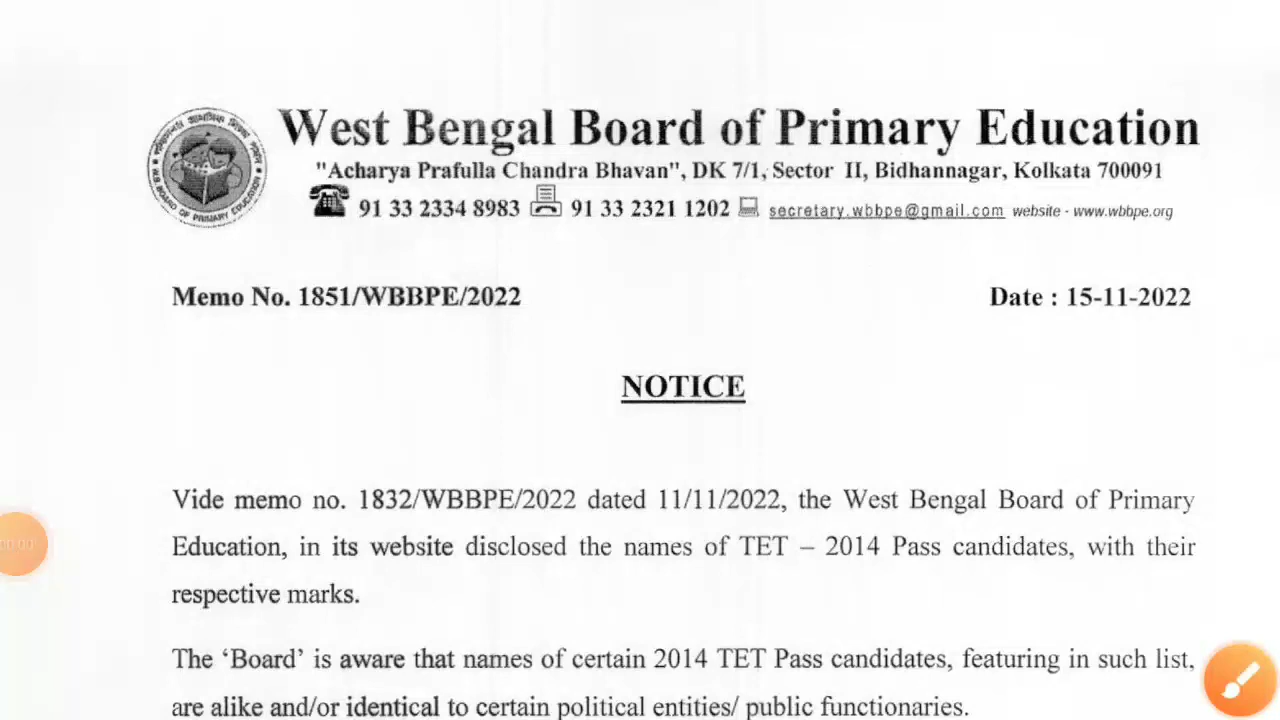 West Bengal Board of Primary Education
"Acharya Prafulla Chandra Bhavan", DK 7/1, Sector II, Bidhannagar, Kolkata 700091
91 33 2334 8983 91 33 2321 1202 secretary.wbbpe@gmail.com website - www.wbbpe.org
W.B. BOARD OF PRIMARY EDUCATION
Memo No. 1851/WBBPE/2022 Date : 15-11-2022
NOTICE
Vide memo no. 1832/WBBPE/2022 dated 11/11/2022, the West Bengal Board of Primary
Education, in its website disclosed the names of TET – 2014 Pass candidates, with their
respective marks.
The ‘Board’ is aware that names of certain 2014 TET Pass candidates, featuring in such list,
are alike and/or identical to certain political entities/ public functionaries.